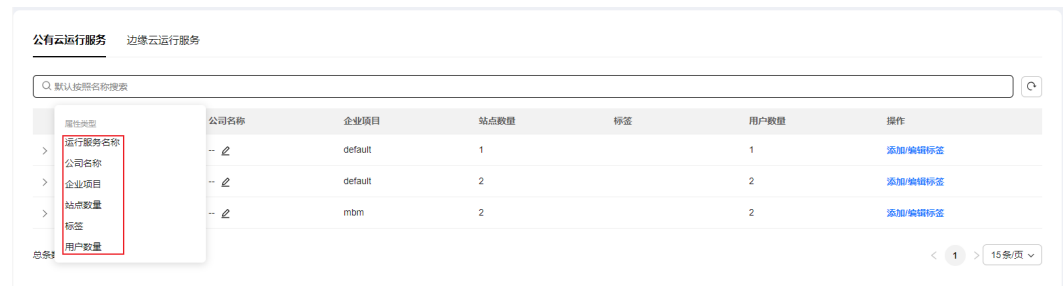 公有云运行服务 边缘云运行服务
默认按照名称搜索
属性类型
运行服务名称
公司名称
企业项目
站点数量
标签
用户数量
公司名称 企业项目 站点数量 标签 用户数量 操作
-- default 1 1 添加/编辑标签
-- default 2 2 添加/编辑标签
-- mbm 2 2 添加/编辑标签
总条
< 1 > 15条/页